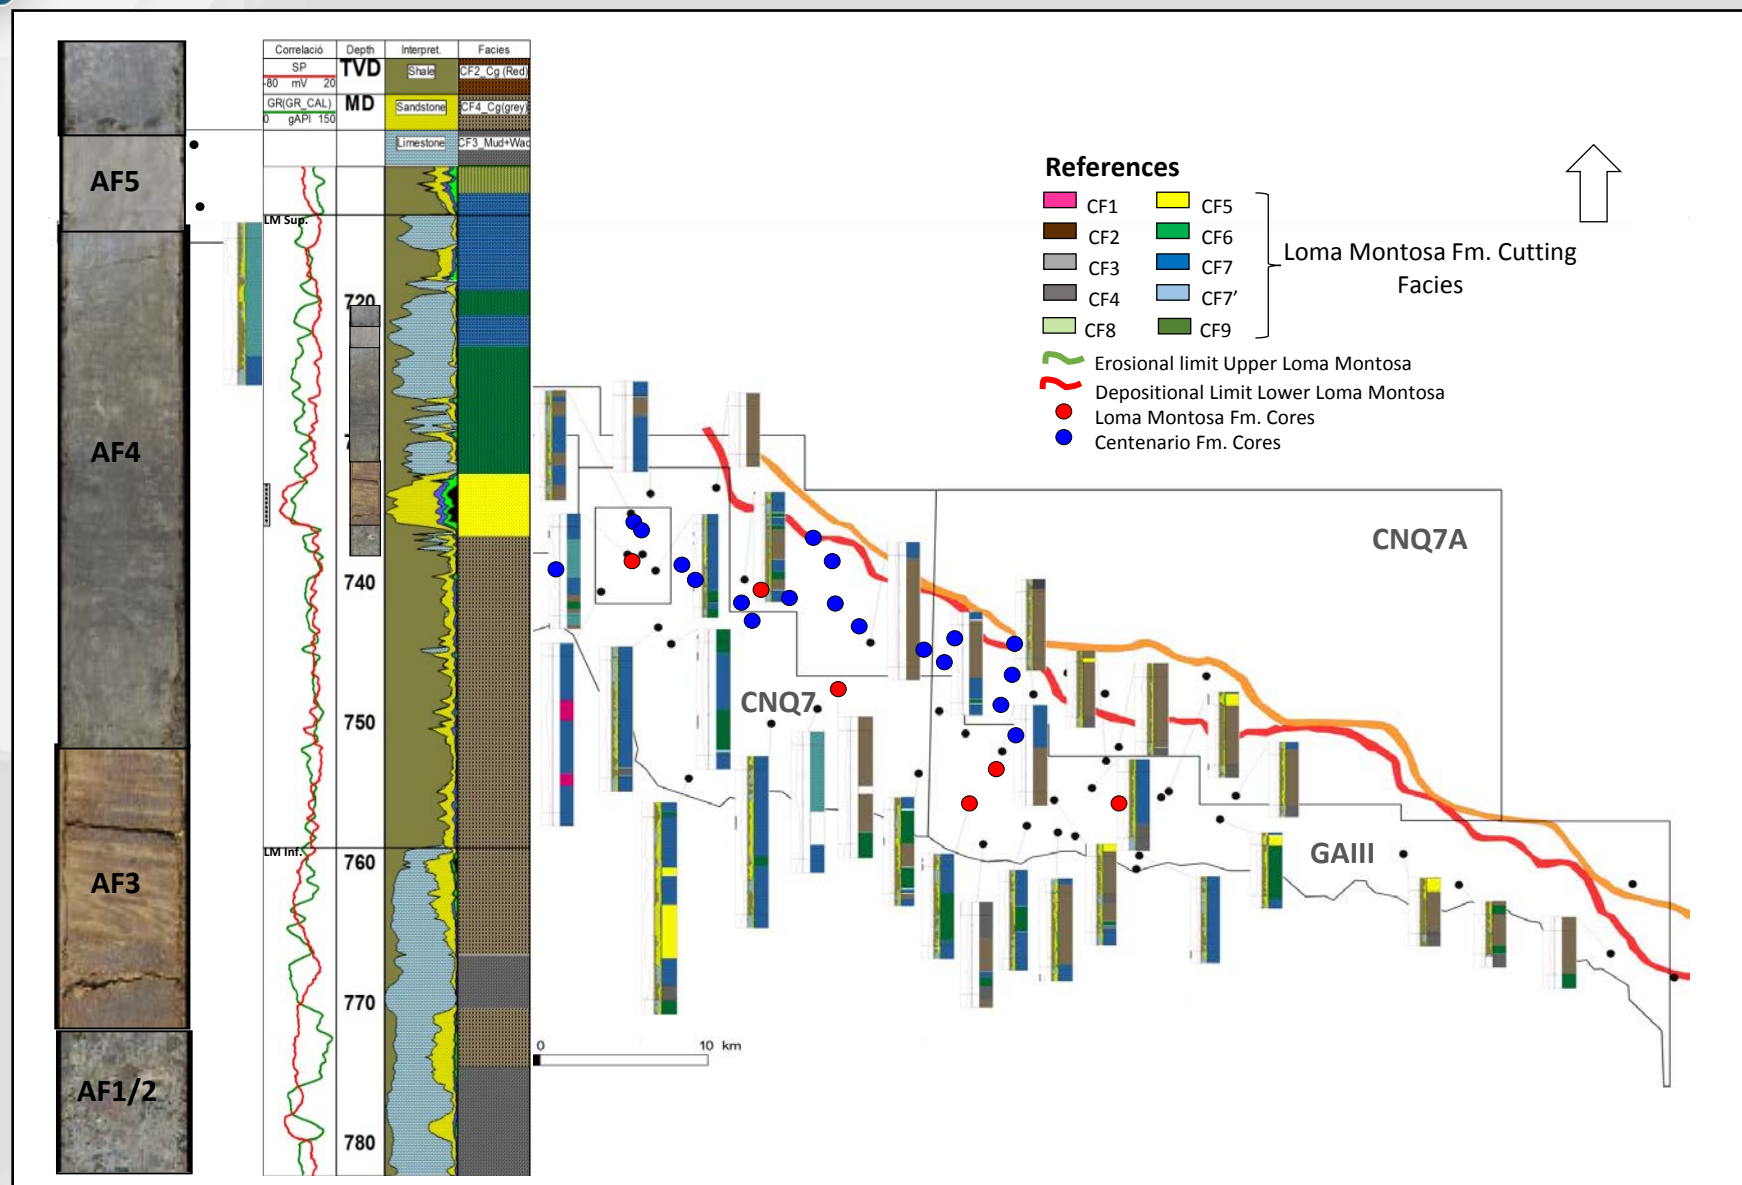 AF5
AF4
AF3
AF1/2
Correlació Depth Interpret. Facies
SP TVD Shale CF2_Cg (Red)
-80 mV 20
GR(GR_CAL) MD Sandstone CF4_Cg(grey)
0 gAPI 150
Limestone CF3_Mud+Wac
LM Sup.
720
740
750
LM Inf.
760
770
780
References
CF1 CF5
CF2 CF6
CF3 CF7
CF4 CF7’
CF8 CF9
Loma Montosa Fm. Cutting
Facies
Erosional limit Upper Loma Montosa
Depositional Limit Lower Loma Montosa
Loma Montosa Fm. Cores
Centenario Fm. Cores
CNQ7A
CNQ7
GAIII
0 10 km